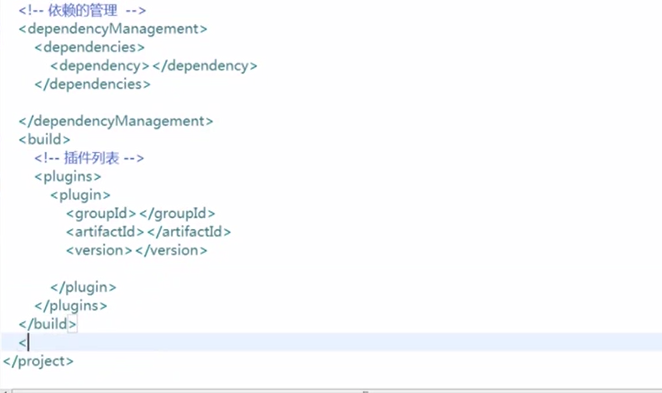 <!-- 依赖的管理  -->
<dependencyManagement>
<dependencies>
<dependency></dependency>
</dependencies>
</dependencyManagement>
<build>
<!-- 插件列表 -->
<plugins>
<plugin>
<groupId></groupId>
<artifactId></artifactId>
<version></version>
</plugin>
</plugins>
</build>
<
</project>